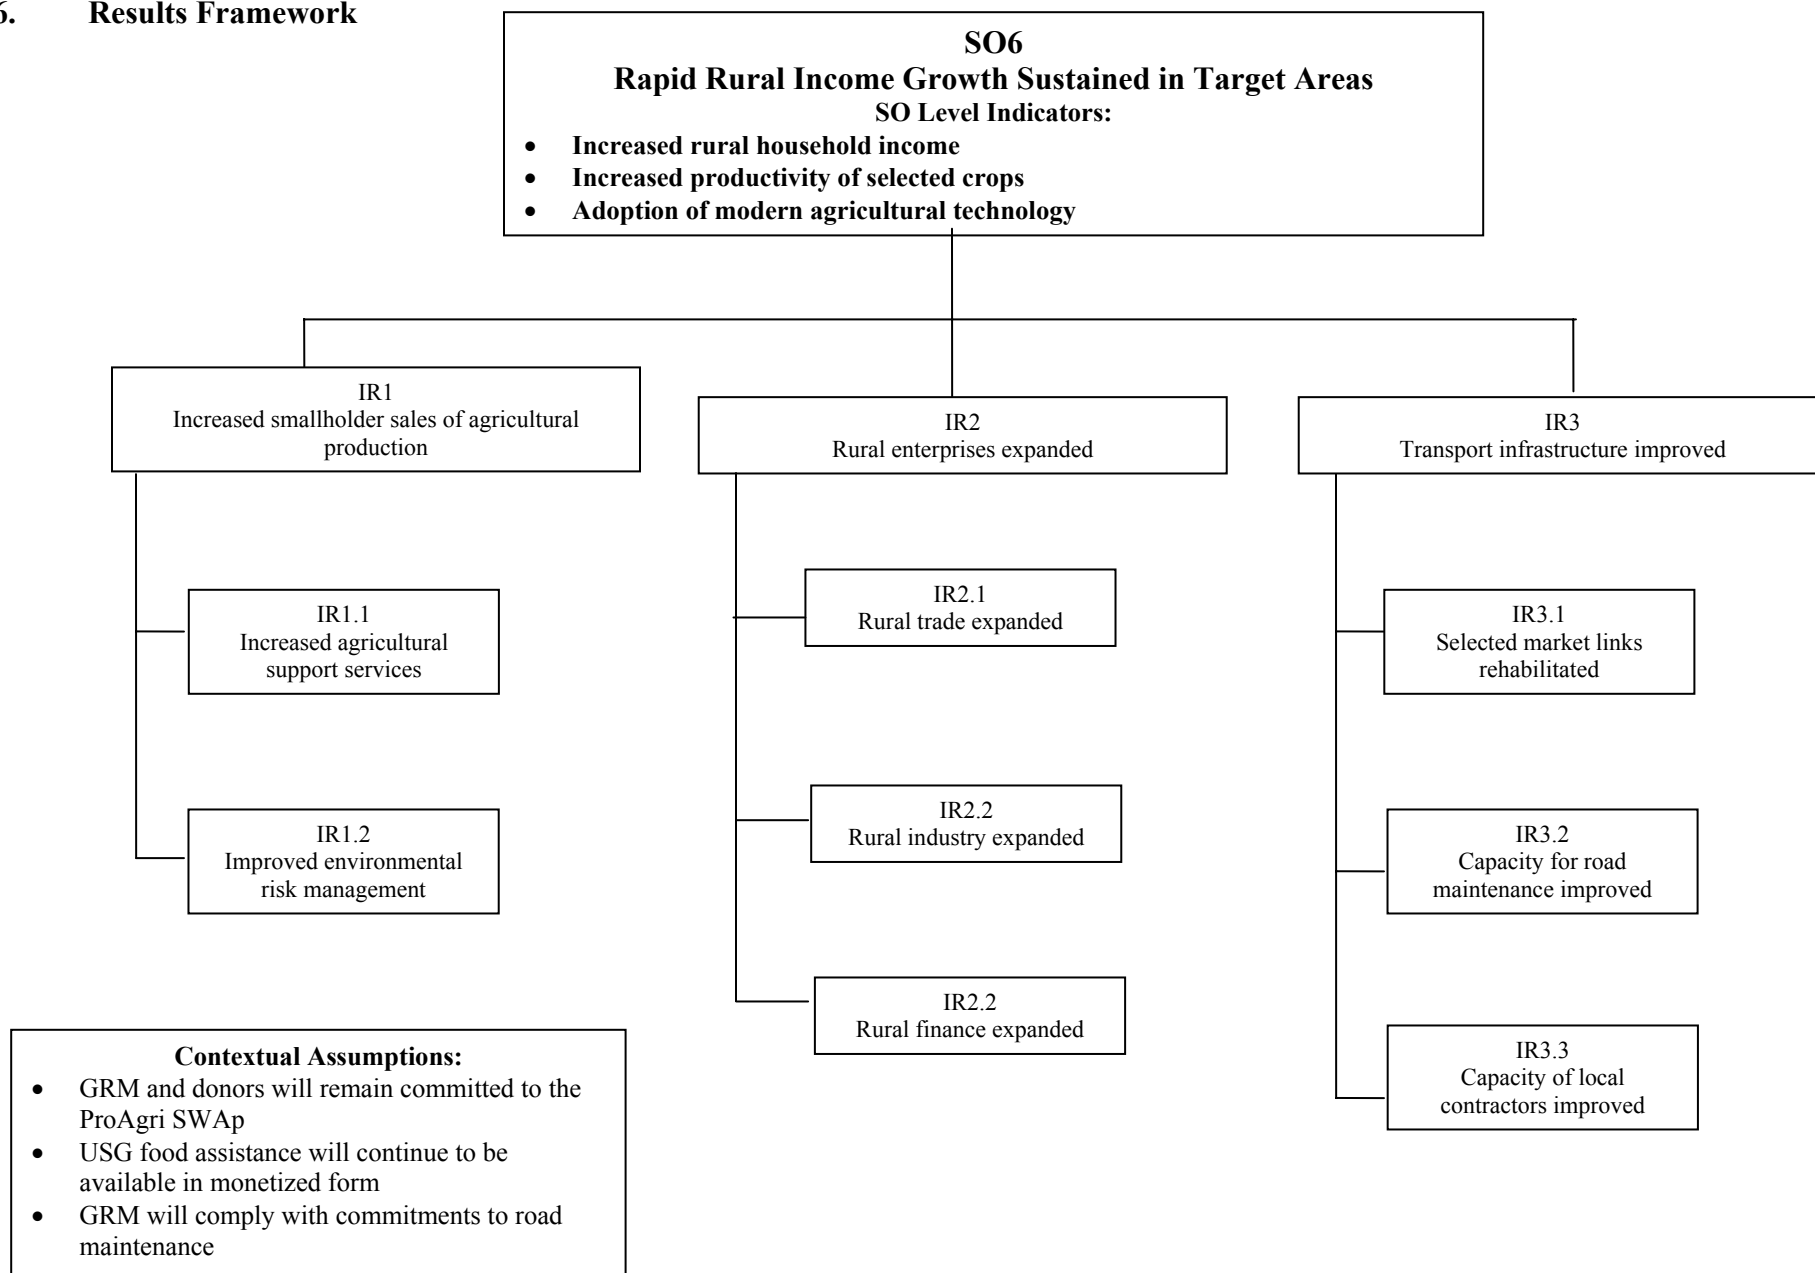 6. Results Framework
SO6
Rapid Rural Income Growth Sustained in Target Areas
SO Level Indicators:
• Increased rural household income
• Increased productivity of selected crops
• Adoption of modern agricultural technology
IR1
Increased smallholder sales of agricultural
production
IR2
Rural enterprises expanded
IR3
Transport infrastructure improved
IR1.1
Increased agricultural
support services
IR1.2
Improved environmental
risk management
IR2.1
Rural trade expanded
IR2.2
Rural industry expanded
IR2.2
Rural finance expanded
IR3.1
Selected market links
rehabilitated
IR3.2
Capacity for road
maintenance improved
IR3.3
Capacity of local
contractors improved
Contextual Assumptions:
• GRM and donors will remain committed to the
ProAgri SWAp
• USG food assistance will continue to be
available in monetized form
• GRM will comply with commitments to road
maintenance